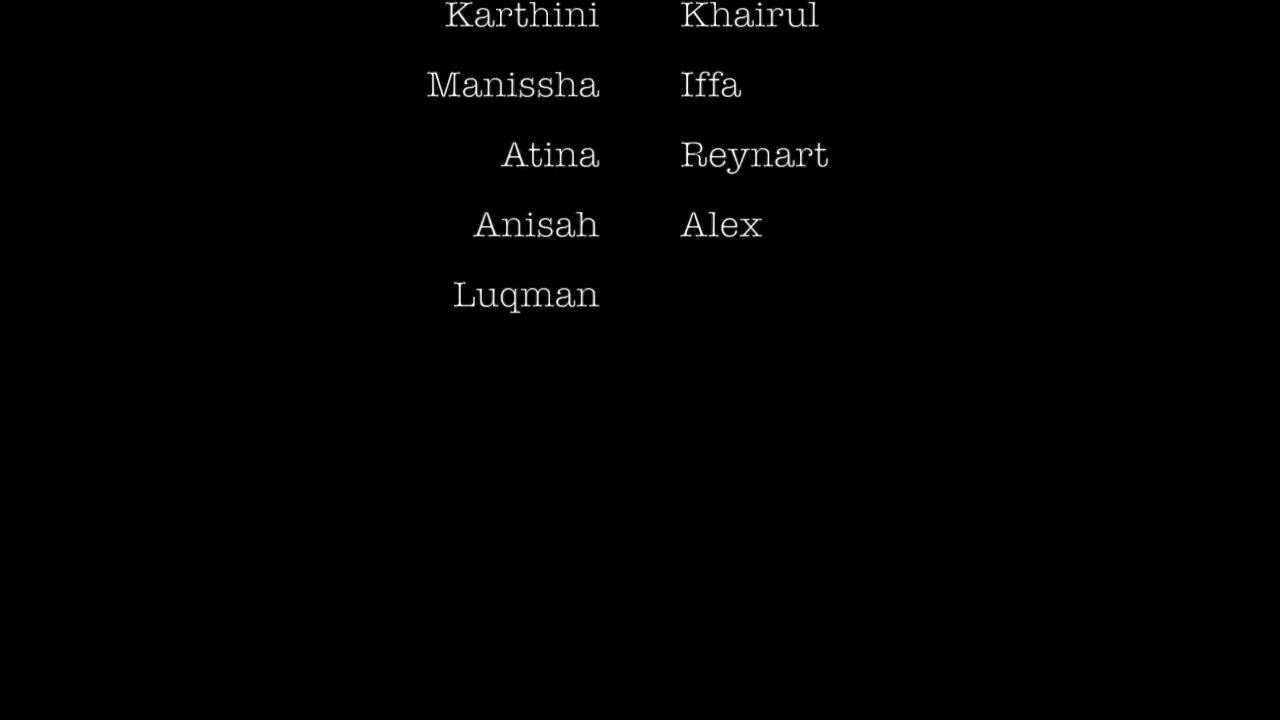 Karthini Khairul
Manissha Iffa
Atina Reynart
Anisah Alex
Luqman